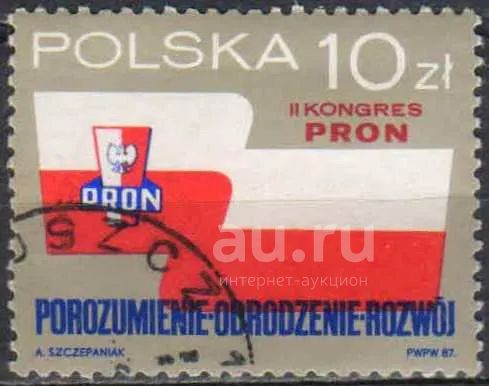 POLSKA 10 zł
II KONGRES
PRON
PRON
au.ru
интернет-аукцион
POROZUMIENIE-ODRODZENIE-ROZWÓJ
A. SZCZEPANIAK
PWPW 87.